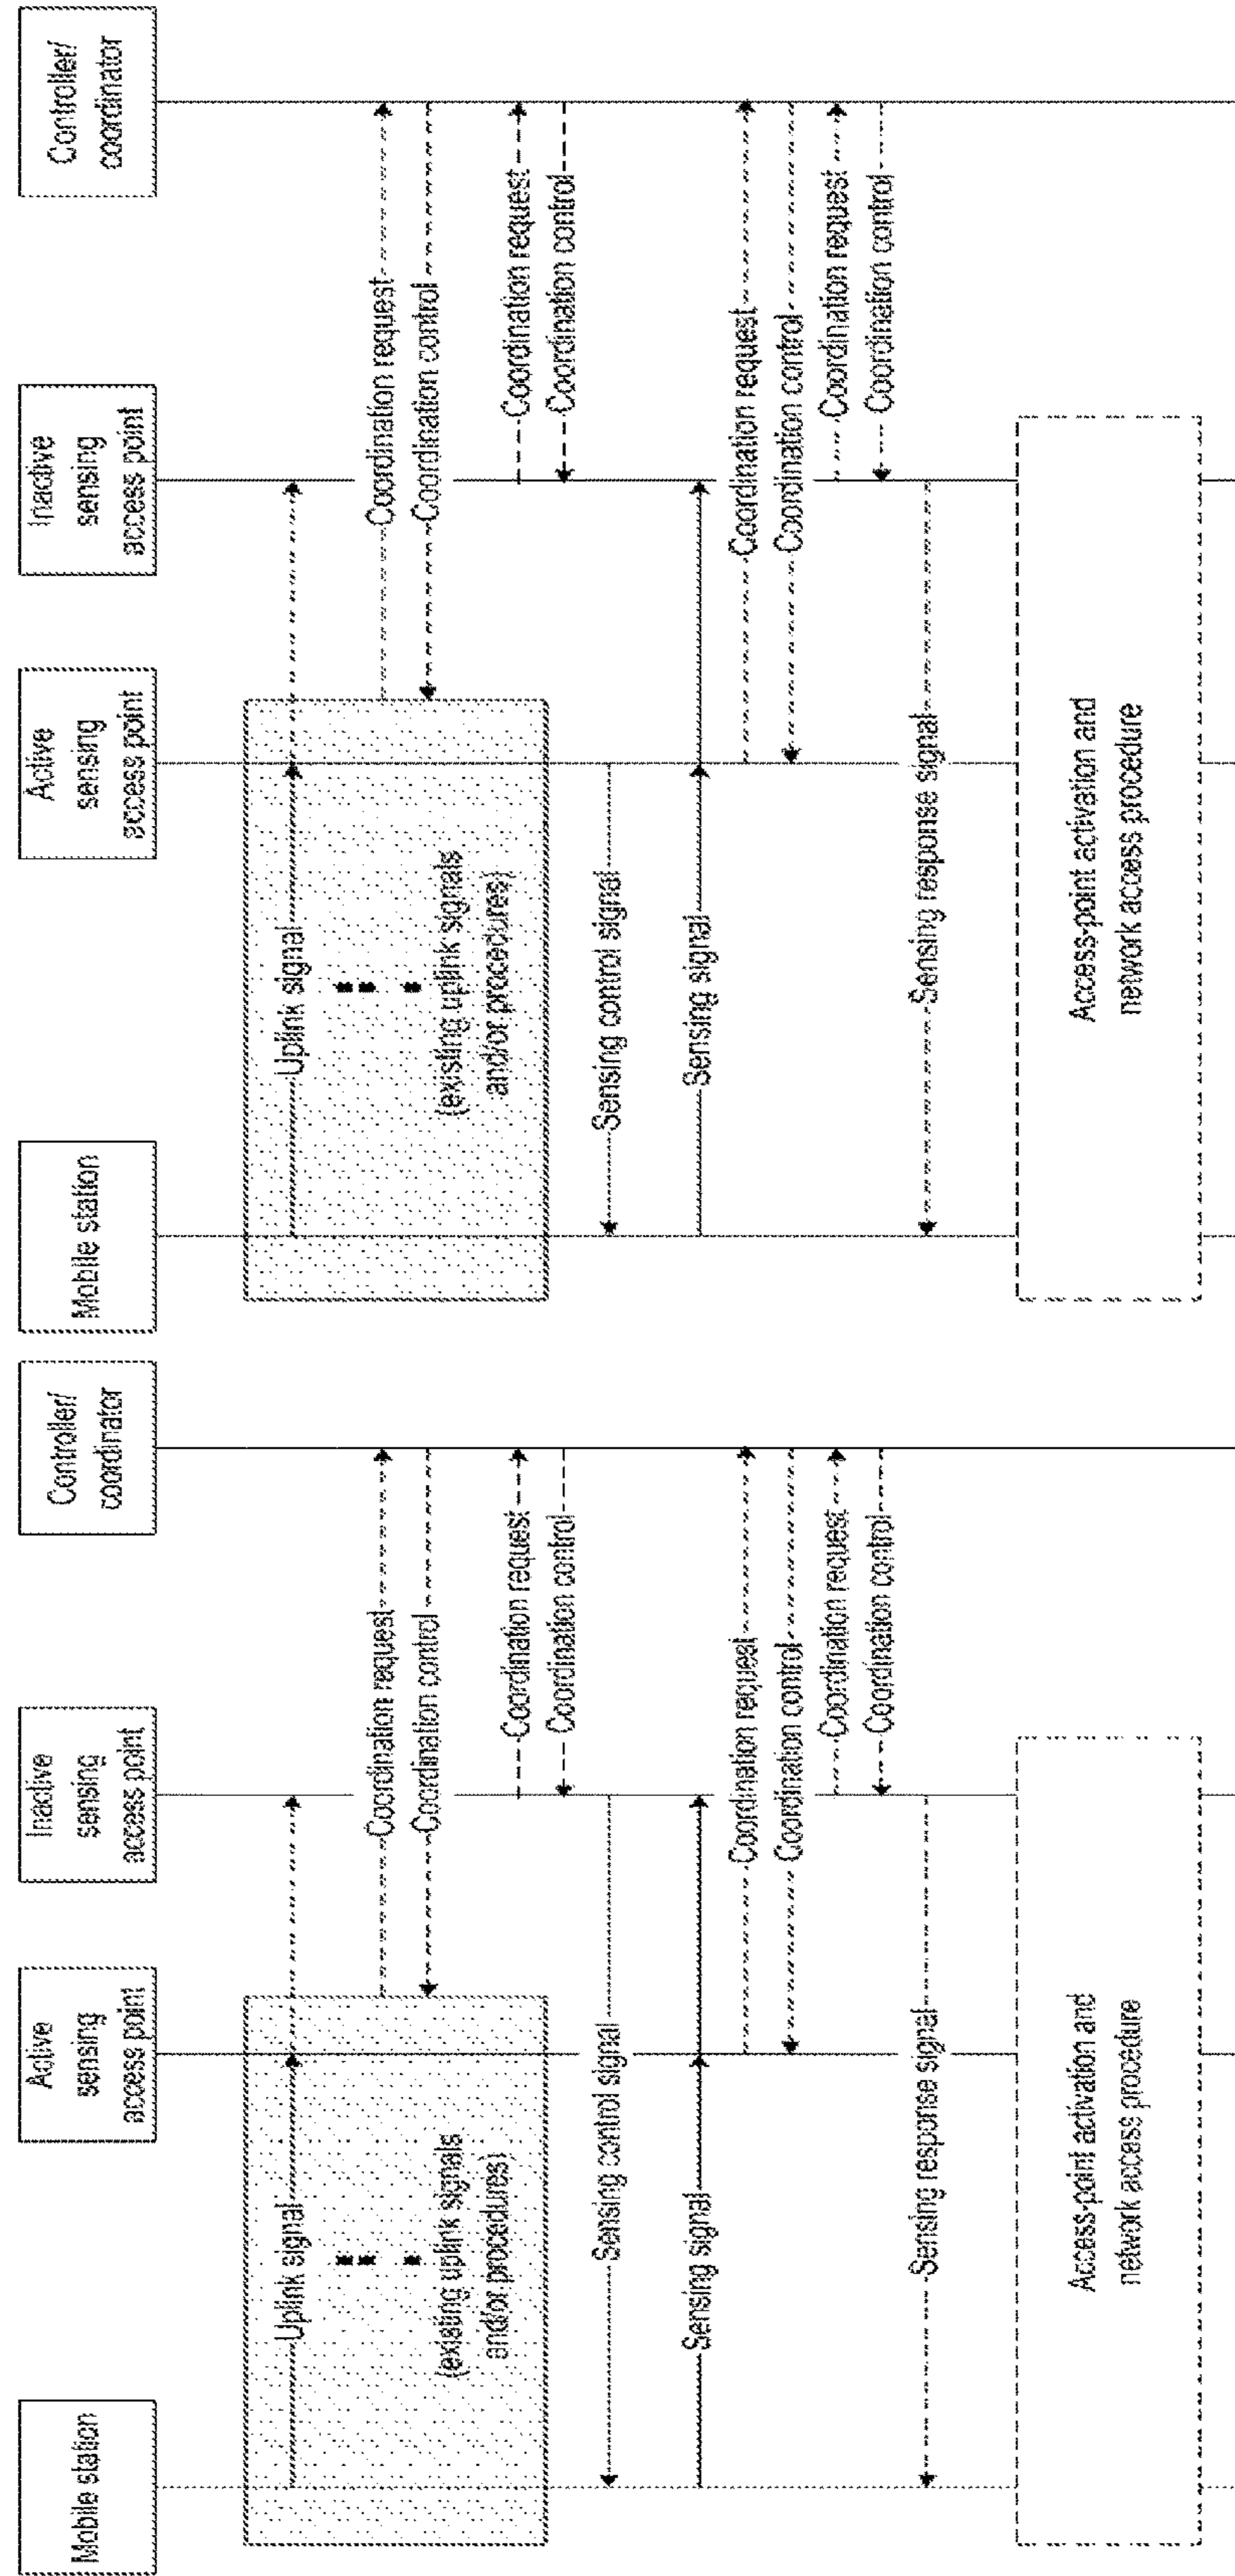 Mobile station
Active
sensing
access point
Inactive
sensing
access point
Controller/
coordinator
Uplink signal
(existing uplink signals
and/or procedures)
Coordination request
Coordination control
Coordination request
Coordination control
Sensing control signal
Sensing signal
Coordination request
Coordination control
Coordination request
Coordination control
Sensing response signal
Access-point activation and
network access procedure
Mobile station
Active
sensing
access point
Inactive
sensing
access point
Controller/
coordinator
Uplink signal
(existing uplink signals
and/or procedures)
Coordination request
Coordination control
Coordination request
Coordination control
Sensing control signal
Sensing signal
Coordination request
Coordination control
Coordination request
Coordination control
Sensing response signal
Access-point activation and
network access procedure